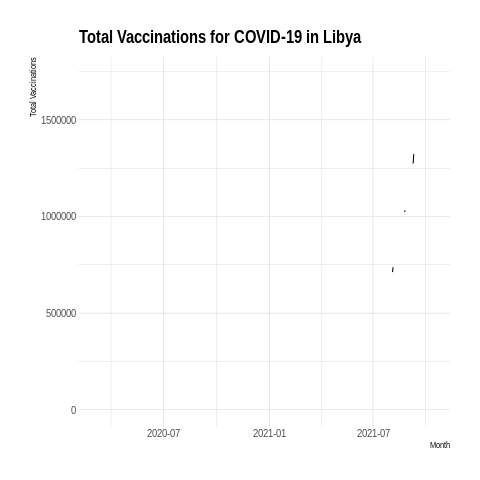 Total Vaccinations for COVID-19 in Libya
Total Vaccinations
1500000
1000000
500000
0
2020-07 2021-01 2021-07
Month